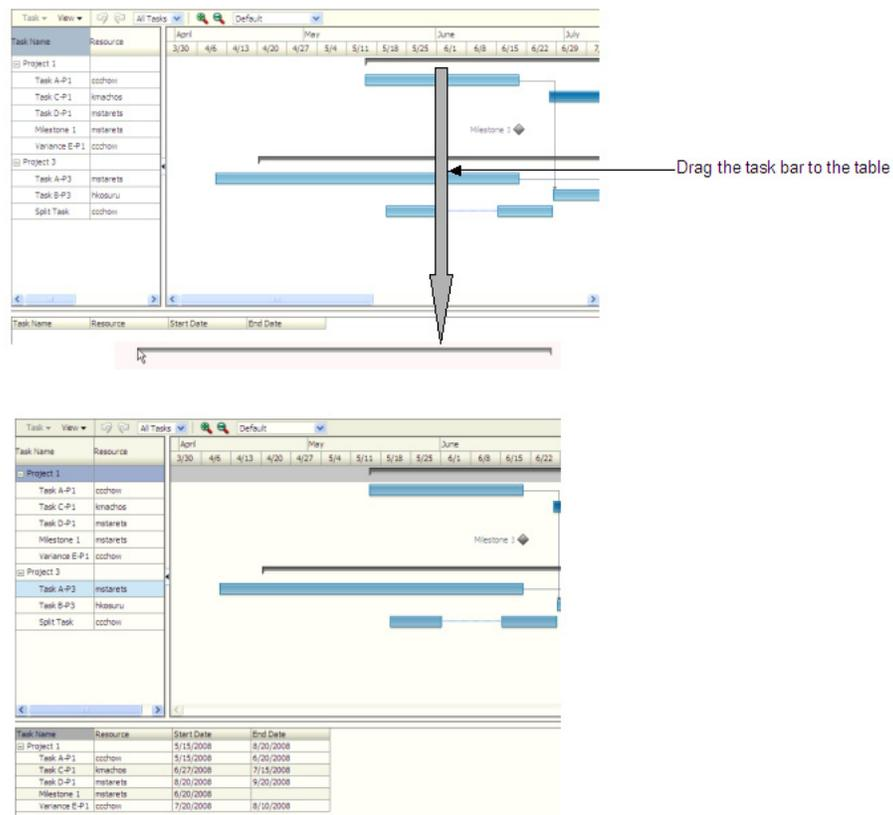 Task View All Tasks Default
April May June July
Task Name Resource 3/30 4/6 4/13 4/20 4/27 5/4 5/11 5/18 5/25 6/1 6/8 6/15 6/22 6/29 7/
Project 1
Task A-P1 ccchow
Task C-P1 kmachos
Task D-P1 mstarets
Milestone 1 mstarets Milestone 1
Variance E-P1 ccchow
Project 3
Drag the task bar to the table
Task A-P3 mstarets
Task B-P3 hkosuru
Split Task ccchow
Task Name Resource Start Date End Date
Task View All Tasks Default
April May June
Task Name Resource 3/30 4/6 4/13 4/20 4/27 5/4 5/11 5/18 5/25 6/1 6/8 6/15 6/22
Project 1
Task A-P1 ccchow
Task C-P1 kmachos
Task D-P1 mstarets
Milestone 1 mstarets Milestone 1
Variance E-P1 ccchow
Project 3
Task A-P3 mstarets
Task B-P3 hkosuru
Split Task ccchow
Task Name Resource Start Date End Date
Project 1 5/15/2008 8/20/2008
Task A-P1 ccchow 5/15/2008 6/20/2008
Task C-P1 kmachos 6/27/2008 7/15/2008
Task D-P1 mstarets 8/20/2008 9/20/2008
Milestone 1 mstarets 6/20/2008
Variance E-P1 ccchow 7/20/2008 8/10/2008